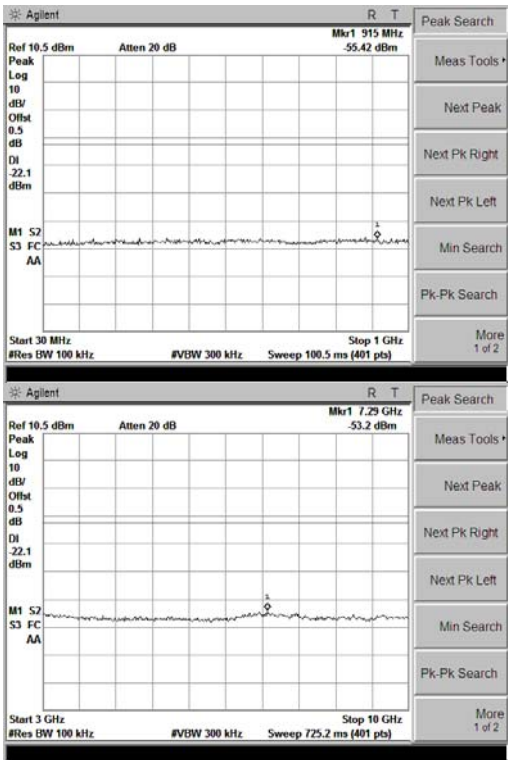 Agilent R T
Peak Search
Mkr1 915 MHz
Ref 10.5 dBm Atten 20 dB -55.42 dBm
Peak
Log
10
dB/
Offst
0.5
dB
DI
-22.1
dBm
M1 S2
S3 FC
AA
1
Start 30 MHz Stop 1 GHz
#Res BW 100 kHz #VBW 300 kHz Sweep 100.5 ms (401 pts)
Meas Tools
Next Peak
Next Pk Right
Next Pk Left
Min Search
Pk-Pk Search
More
1 of 2
Agilent R T
Peak Search
Mkr1 7.29 GHz
Ref 10.5 dBm Atten 20 dB -53.2 dBm
Peak
Log
10
dB/
Offst
0.5
dB
DI
-22.1
dBm
M1 S2
S3 FC
AA
1
Start 3 GHz Stop 10 GHz
#Res BW 100 kHz #VBW 300 kHz Sweep 725.2 ms (401 pts)
Meas Tools
Next Peak
Next Pk Right
Next Pk Left
Min Search
Pk-Pk Search
More
1 of 2